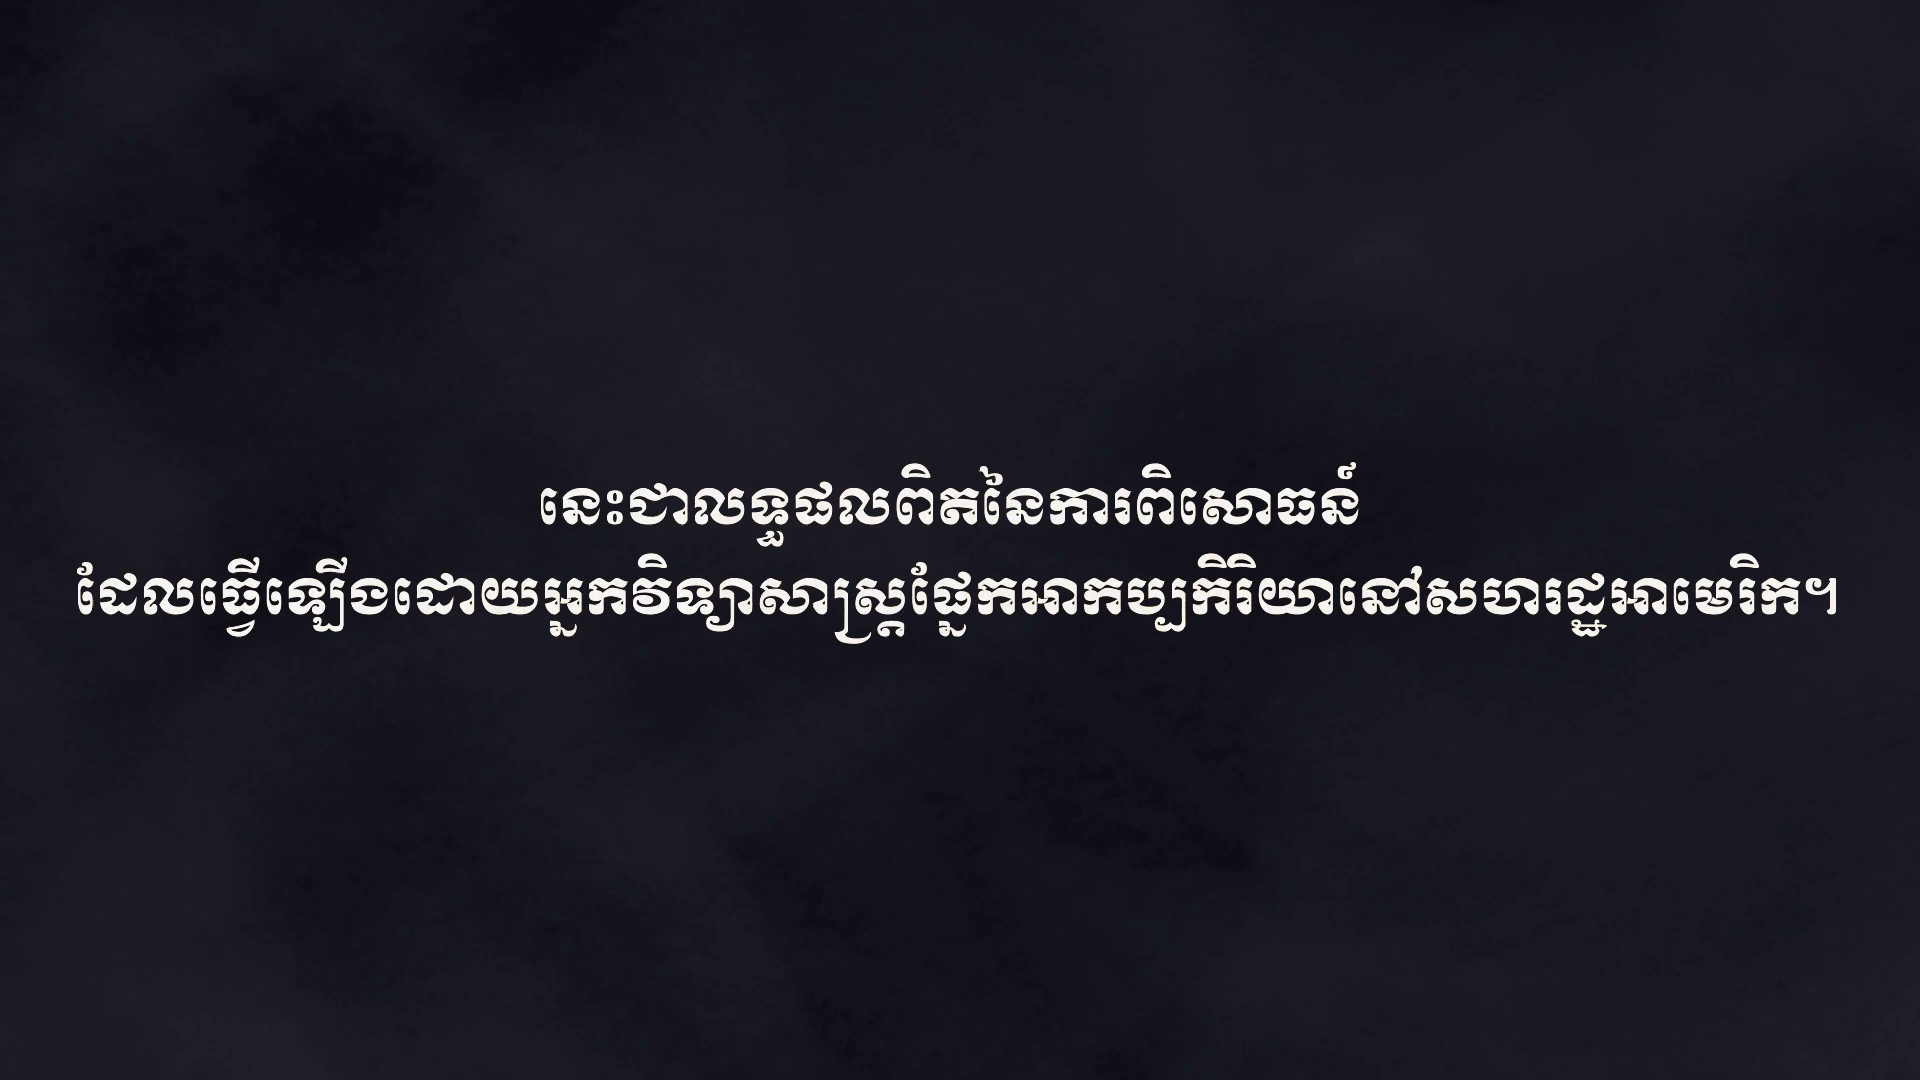 នេះជាលទ្ធផលពិតនៃការពិសោធន៍
ដែលធ្វើឡើងដោយអ្នកវិទ្យាសាស្ត្រផ្នែកអាកប្បកិរិយានៅសហរដ្ឋអាមេរិក។